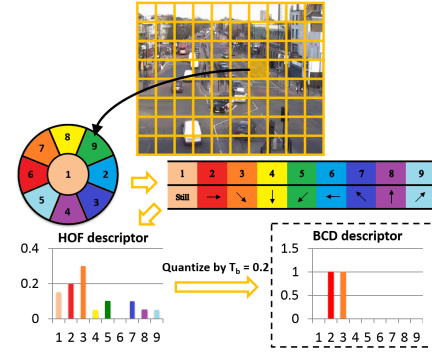 8
7
9
6
1
2
5
3
4
1 2 3 4 5 6 7 8 9
Still → ↘ ↓ ↙ ← ↖ ↑ ↗
HOF descriptor
0.4
0.2
0
1 2 3 4 5 6 7 8 9
Quantize by T_b = 0.2
BCD descriptor
1.5
1
0.5
0
1 2 3 4 5 6 7 8 9